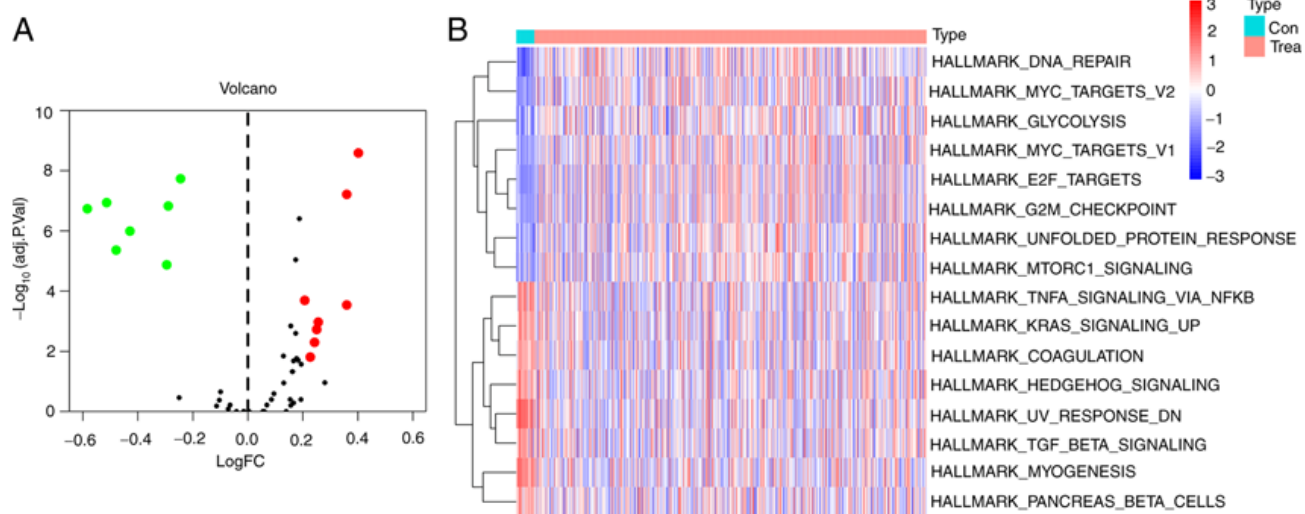 A
Volcano
10
8
6
4
2
0
−Log10 (adj.P.Val)
−0.6 −0.4 −0.2 0.0 0.2 0.4 0.6
LogFC
B
Type
HALLMARK_DNA_REPAIR
HALLMARK_MYC_TARGETS_V2
HALLMARK_GLYCOLYSIS
HALLMARK_MYC_TARGETS_V1
HALLMARK_E2F_TARGETS
HALLMARK_G2M_CHECKPOINT
HALLMARK_UNFOLDED_PROTEIN_RESPONSE
HALLMARK_MTORC1_SIGNALING
HALLMARK_TNFA_SIGNALING_VIA_NFKB
HALLMARK_KRAS_SIGNALING_UP
HALLMARK_COAGULATION
HALLMARK_HEDGEHOG_SIGNALING
HALLMARK_UV_RESPONSE_DN
HALLMARK_TGF_BETA_SIGNALING
HALLMARK_MYOGENESIS
HALLMARK_PANCREAS_BETA_CELLS
3
2
1
0
−1
−2
−3
Type
Con
Trea